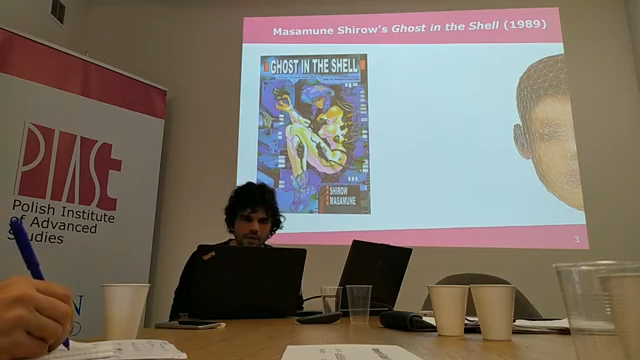 Masamune Shirow's Ghost in the Shell (1989)
GHOST IN THE SHELL
SHIROW
MASAMUNE
3
PIASt
Polish Institute
of Advanced
Studies